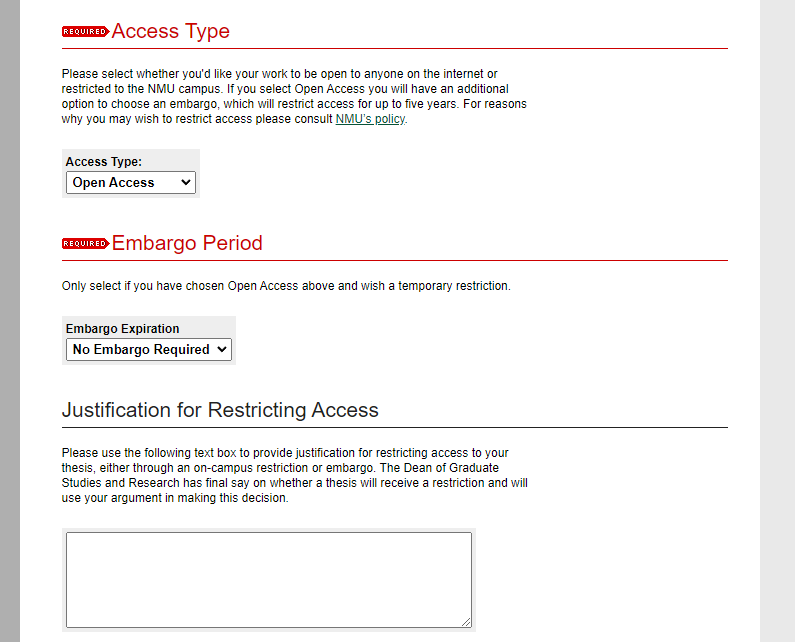 REQUIRED Access Type
Please select whether you'd like your work to be open to anyone on the internet or
restricted to the NMU campus. If you select Open Access you will have an additional
option to choose an embargo, which will restrict access for up to five years. For reasons
why you may wish to restrict access please consult NMU's policy.
Access Type:
Open Access
REQUIRED Embargo Period
Only select if you have chosen Open Access above and wish a temporary restriction.
Embargo Expiration
No Embargo Required
Justification for Restricting Access
Please use the following text box to provide justification for restricting access to your
thesis, either through an on-campus restriction or embargo. The Dean of Graduate
Studies and Research has final say on whether a thesis will receive a restriction and will
use your argument in making this decision.